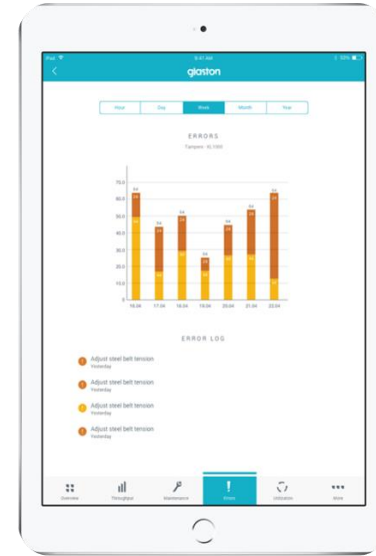 iPad 9:41 AM 53%
glaston
Hour Day Week Month Year
ERRORS
Tampere
70.0
60.0
50.0
40.0
30.0
20.0
10.0
0
16.04 17.04 18.04 19.04 20.04 21.04 22.04
ERROR LOG
Adjust steel belt tension
Yesterday
Adjust steel belt tension
Yesterday
Adjust steel belt tension
Yesterday
Adjust steel belt tension
Yesterday
Overview Throughput Maintenance Errors Utilization More